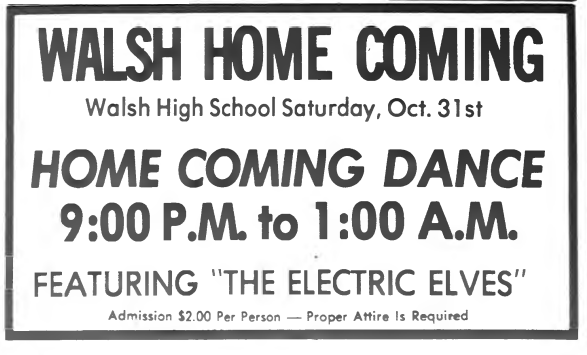 WALSH HOME COMING
Walsh High School Saturday, Oct. 31st
HOME COMING DANCE
9:00 P.M. to 1:00 A.M.
FEATURING "THE ELECTRIC ELVES"
Admission $2.00 Per Person — Proper Attire Is Required